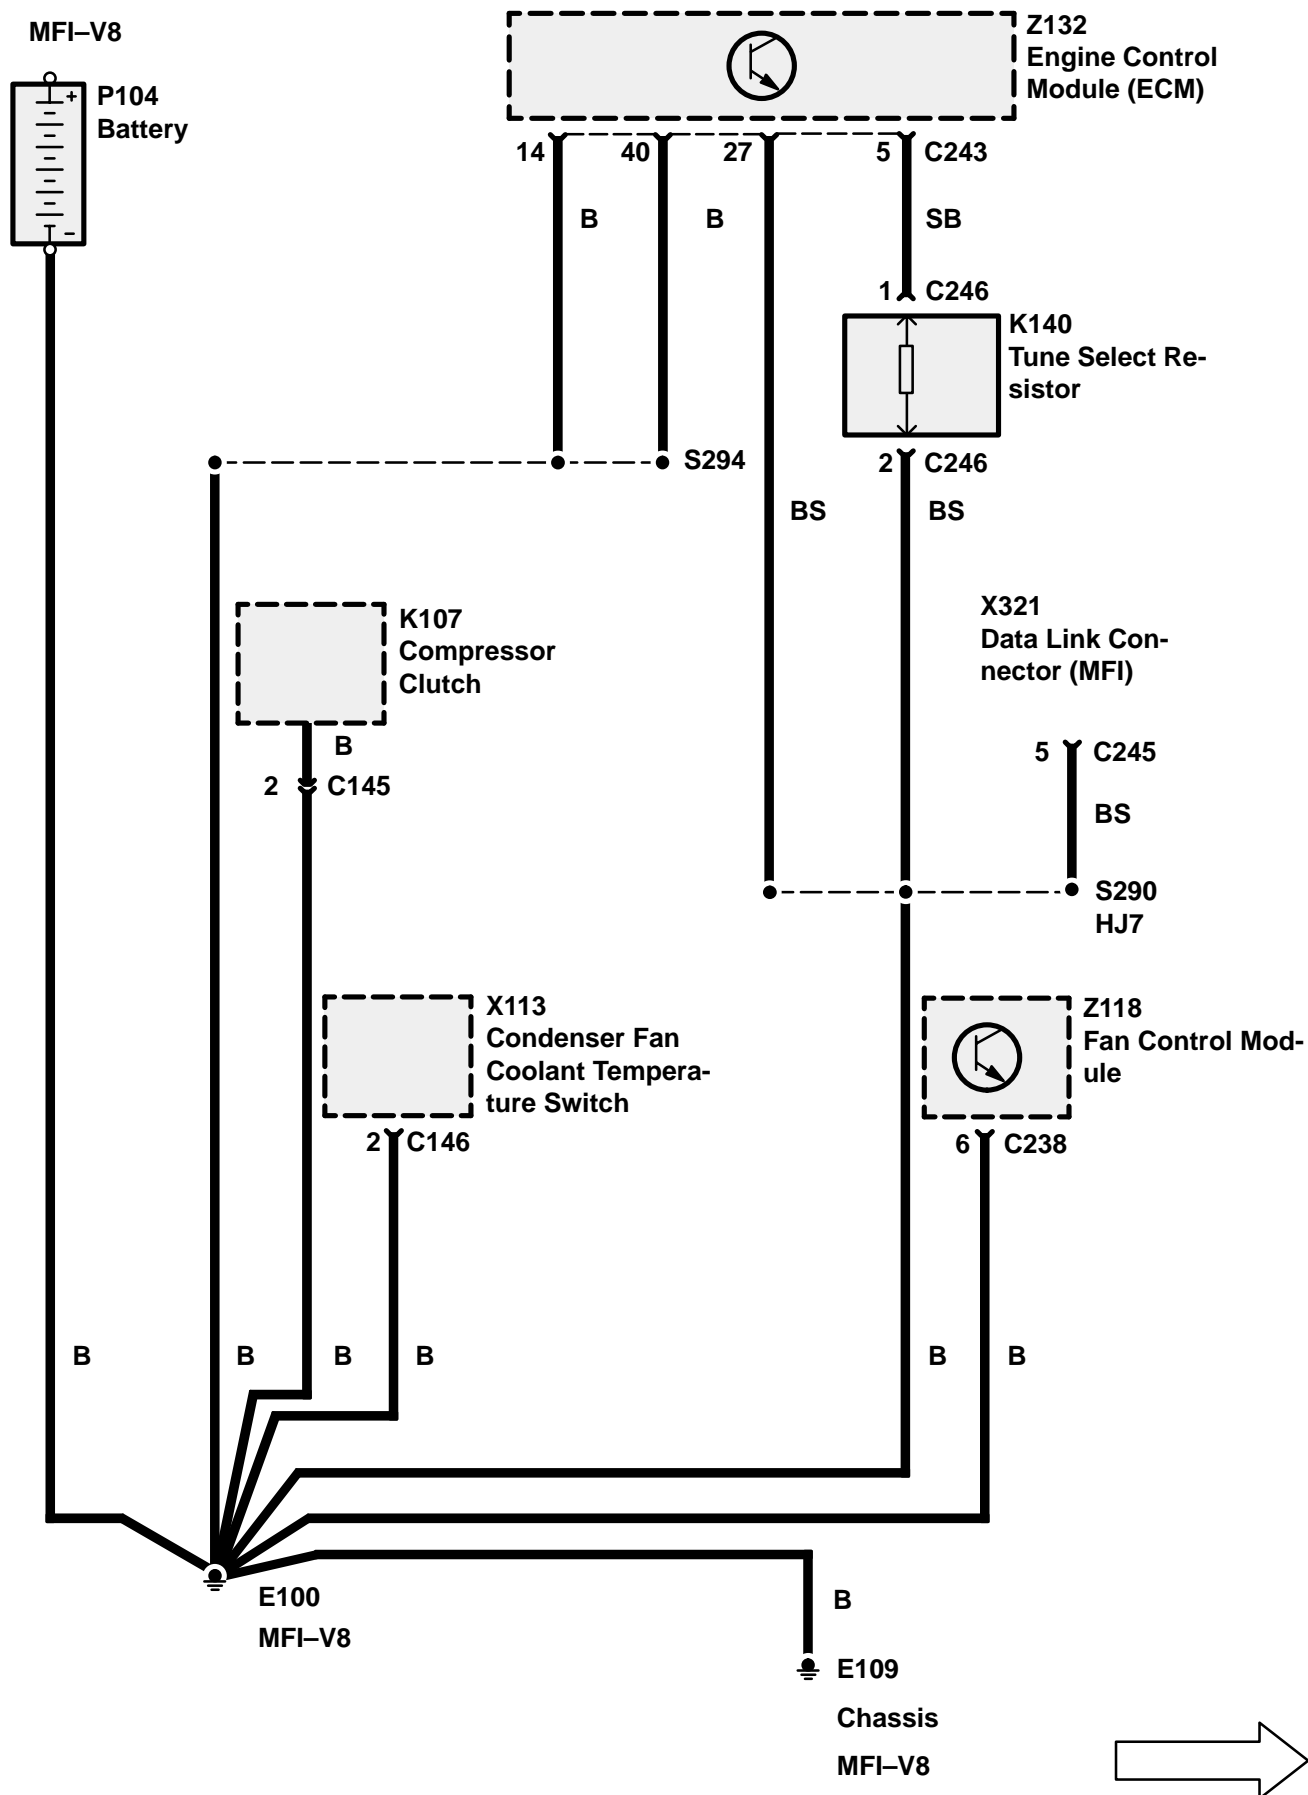 MFI–V8
P104
Battery
+
–
Z132
Engine Control
Module (ECM)
14
40
27
5
C243
B
B
SB
1
C246
K140
Tune Select Re-
sistor
S294
2
C246
BS
BS
K107
Compressor
Clutch
B
2
C145
X321
Data Link Con-
nector (MFI)
5
C245
BS
S290
HJ7
X113
Condenser Fan
Coolant Tempera-
ture Switch
2
C146
Z118
Fan Control Mod-
ule
6
C238
B
B
B
B
B
B
E100
MFI–V8
B
E109
Chassis
MFI–V8